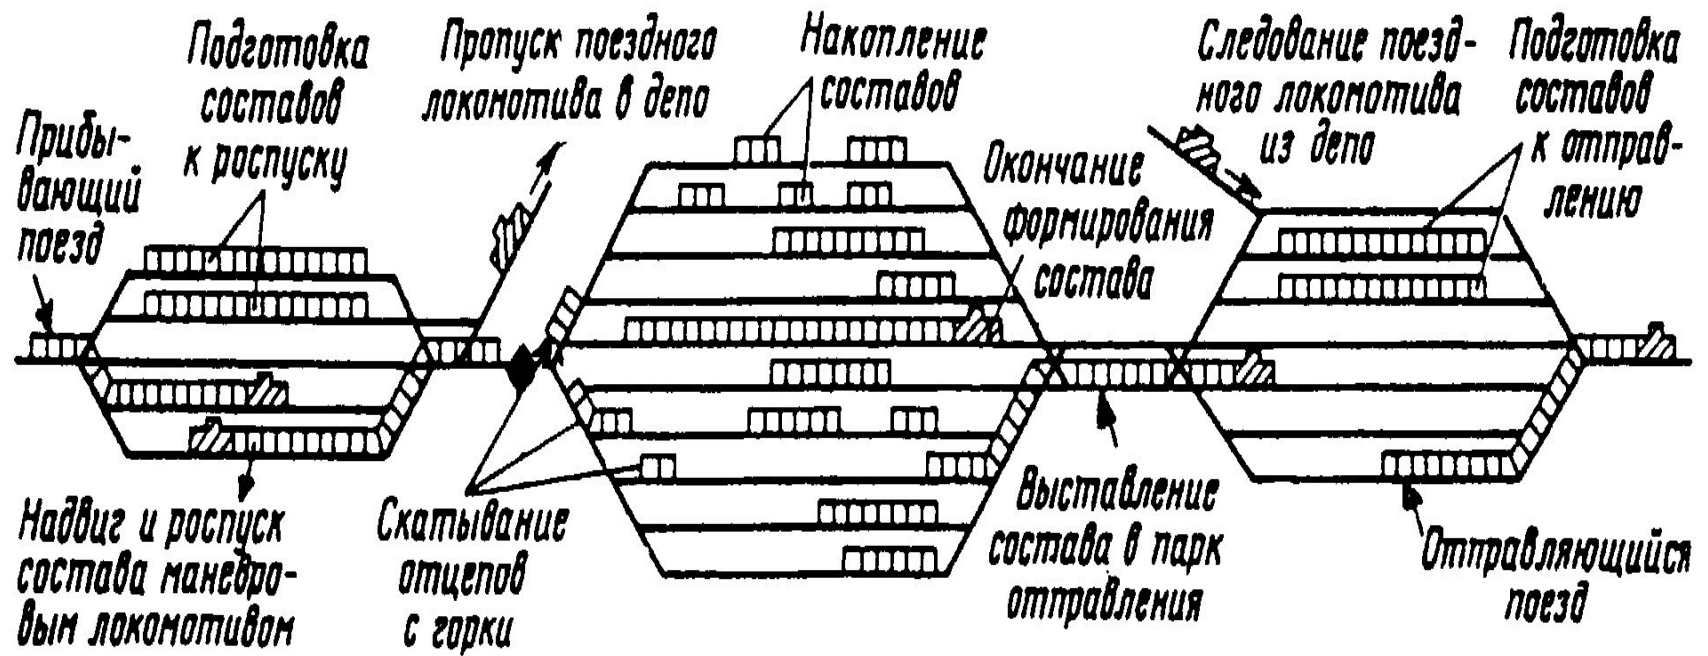 Подготовка
составов
к роспуску
Пропуск поездного
локомотива в депо
Накопление
составов
Следование поезд-
ного локомотива
из депо
Подготовка
составов
к отправ-
лению
Прибы-
вающий
поезд
Окончание
формирования
состава
Надвиг и роспуск
состава маневро-
вым локомотивом
Скатывание
отцепов
с горки
Выставление
состава в парк
отправления
Отправляющийся
поезд